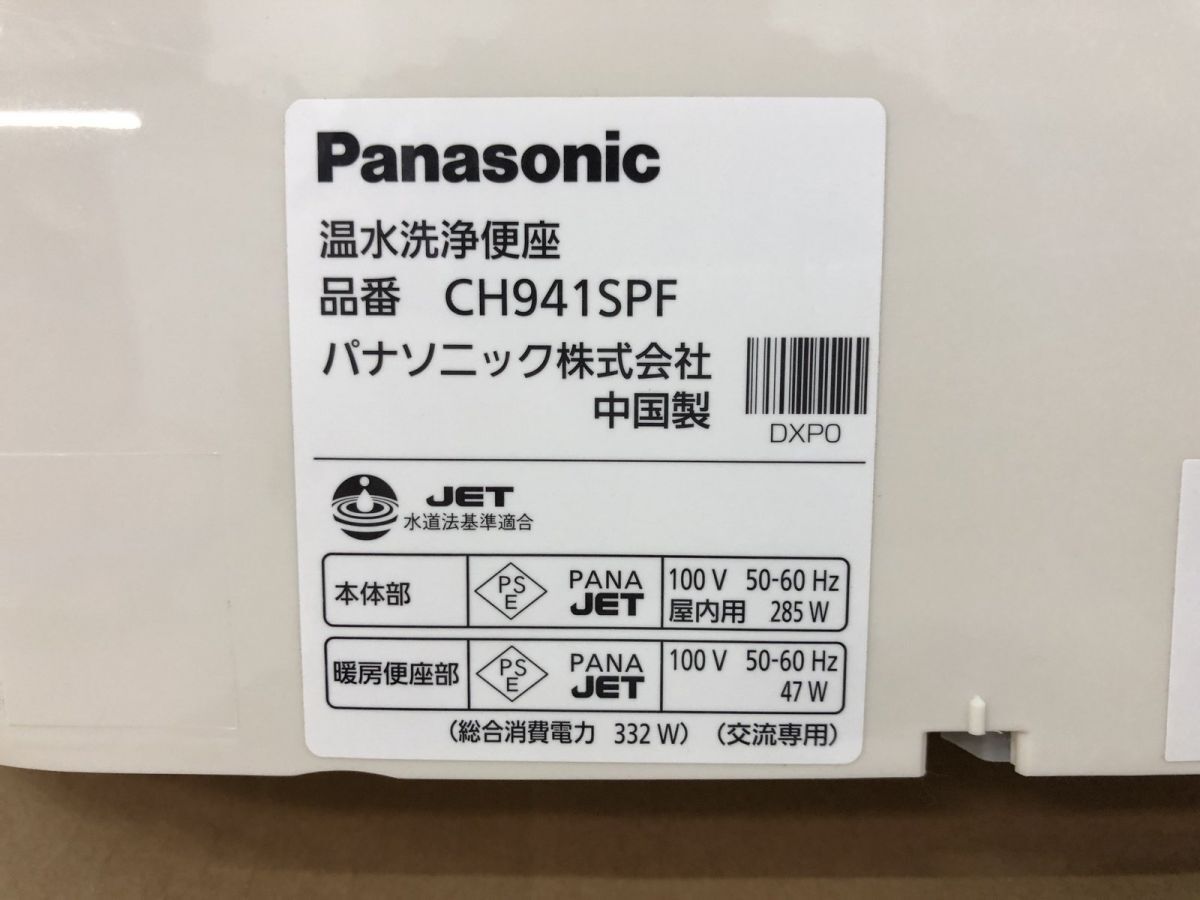 Panasonic
温水洗浄便座
品番 CH941SPF
パナソニック株式会社
中国製
DXP0
JET
水道法基準適合
本体部 PSE PANA JET 100 V 50-60 Hz
屋内用 285 W
暖房便座部 PSE PANA JET 100 V 50-60 Hz
47 W
(総合消費電力 332 W) (交流専用)